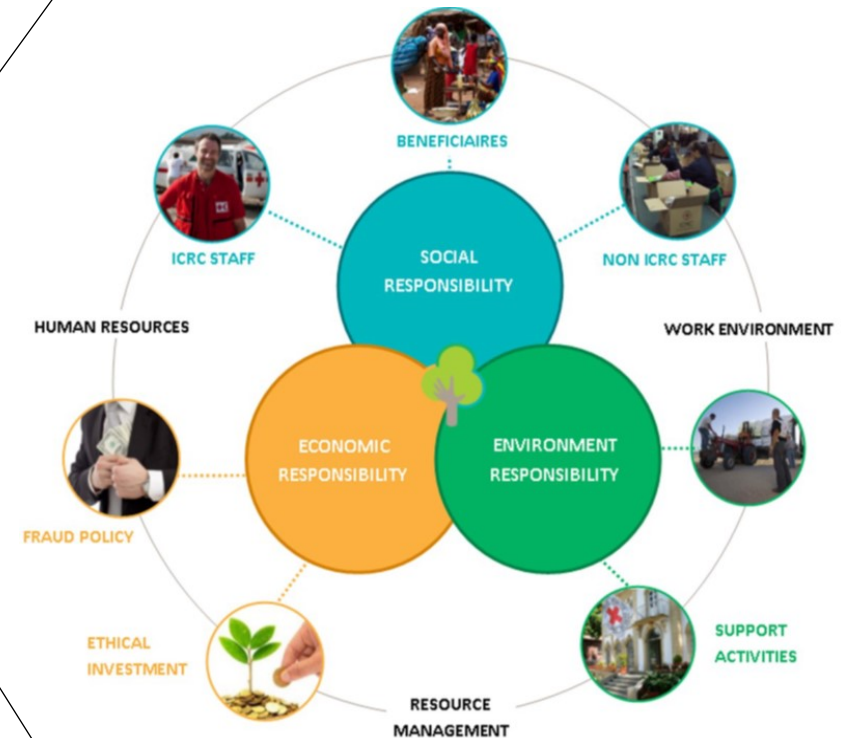 BENEFICIAIRES
ICRC STAFF
NON ICRC STAFF
SOCIAL
RESPONSIBILITY
HUMAN RESOURCES
WORK ENVIRONMENT
ECONOMIC
RESPONSIBILITY
ENVIRONMENT
RESPONSIBILITY
FRAUD POLICY
ETHICAL
INVESTMENT
SUPPORT
ACTIVITIES
RESOURCE
MANAGEMENT